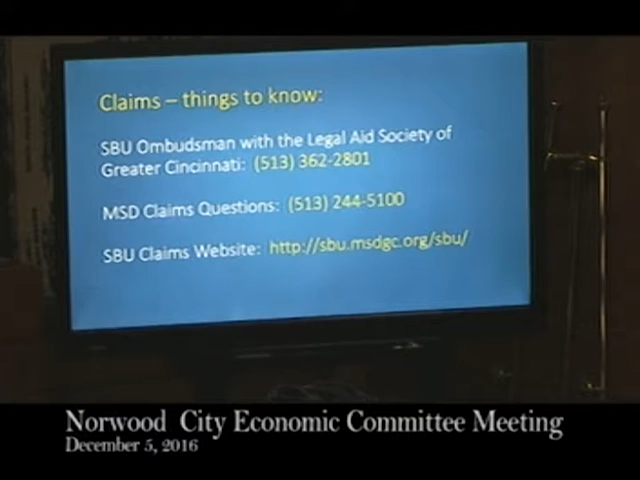 Claims – things to know:
SBU Ombudsman with the Legal Aid Society of
Greater Cincinnati: (513) 362-2801
MSD Claims Questions: (513) 244-5100
SBU Claims Website: http://sbu.msdgc.org/sbu/
Norwood City Economic Committee Meeting
December 5, 2016